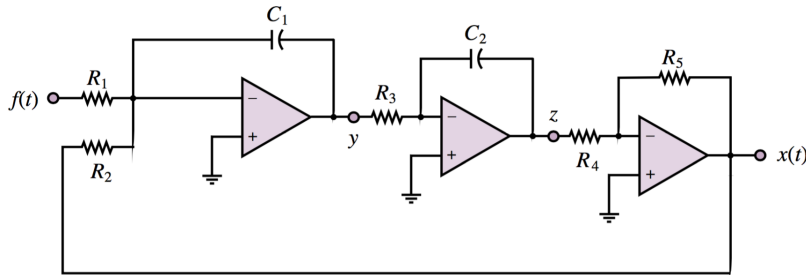 C₁
C₂
R₅
R₁
R₃
f(t)
−
−
z
−
x(t)
+
y
R₄
R₂
+
+